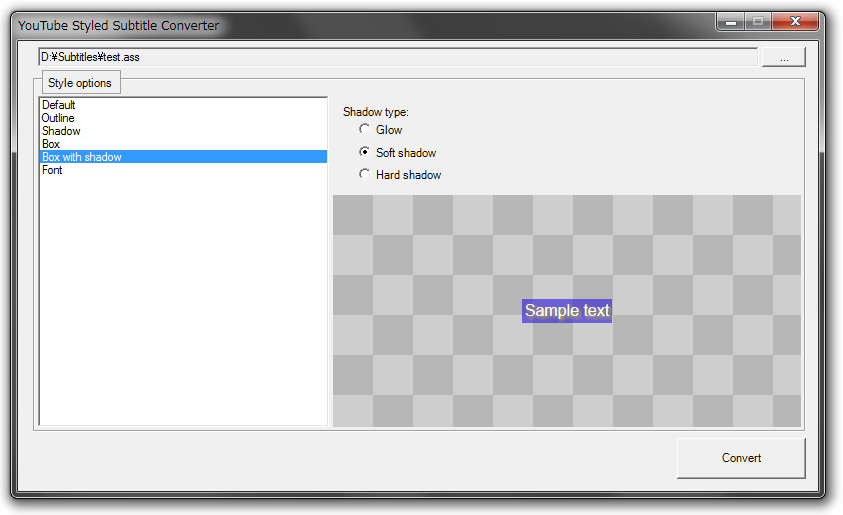 YouTube Styled Subtitle Converter
D:¥Subtitles¥test.ass
...
Style options
Default
Outline
Shadow
Box
Box with shadow
Font
Shadow type:
Glow
Soft shadow
Hard shadow
Sample text
Convert